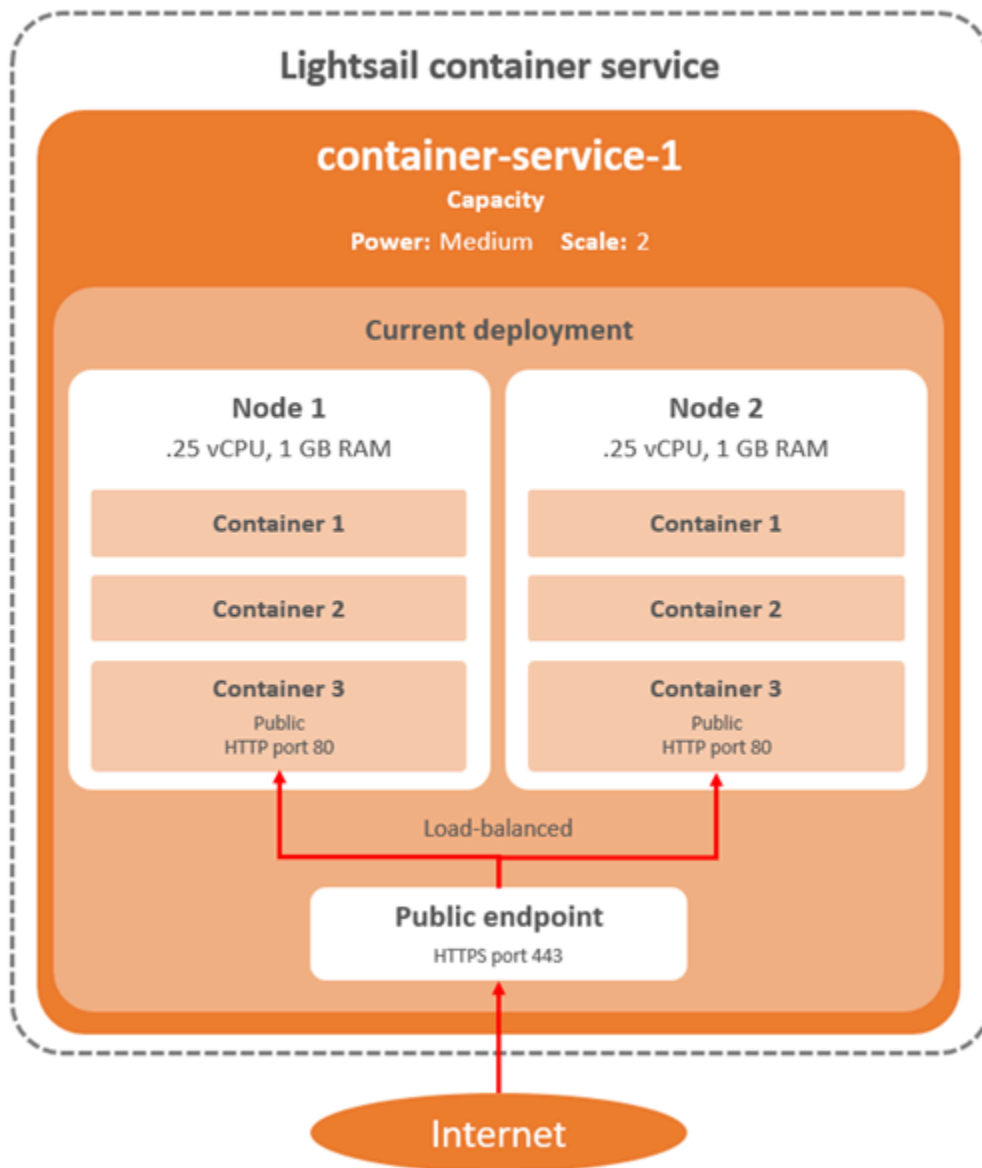 Lightsail container service
container-service-1
Capacity
Power: Medium Scale: 2
Current deployment
Node 1
.25 vCPU, 1 GB RAM
Container 1
Container 2
Container 3
Public
HTTP port 80
Node 2
.25 vCPU, 1 GB RAM
Container 1
Container 2
Container 3
Public
HTTP port 80
Load-balanced
Public endpoint
HTTPS port 443
Internet